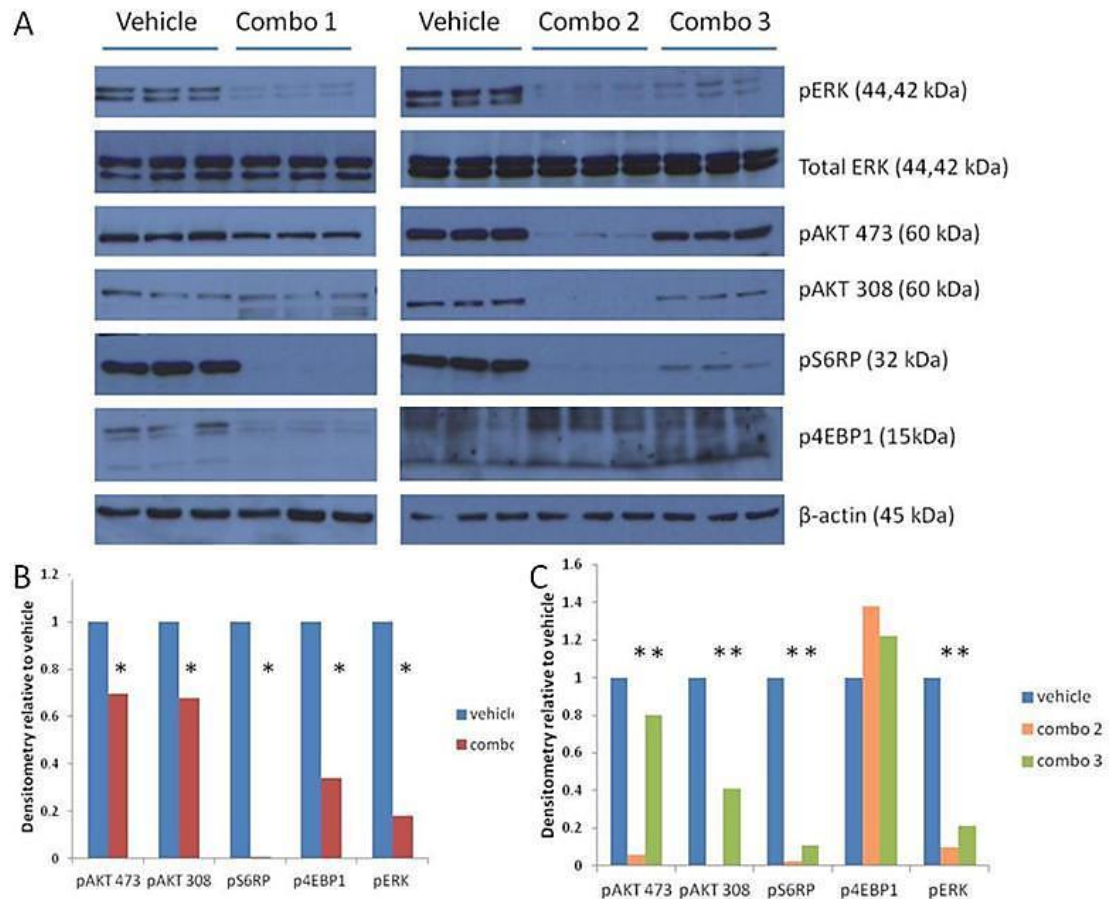 A
Vehicle Combo 1 Vehicle Combo 2 Combo 3
pERK (44,42 kDa)
Total ERK (44,42 kDa)
pAKT 473 (60 kDa)
pAKT 308 (60 kDa)
pS6RP (32 kDa)
p4EBP1 (15kDa)
β-actin (45 kDa)
B
Densitometry relative to vehicle
1.2
1
0.8
0.6
0.4
0.2
0
* * * * *
pAKT 473 pAKT 308 pS6RP p4EBP1 pERK
vehicl
combo
C
Densitometry relative to vehicle
1.6
1.4
1.2
1
0.8
0.6
0.4
0.2
0
** ** ** **
pAKT 473 pAKT 308 pS6RP p4EBP1 pERK
vehicle
combo 2
combo 3